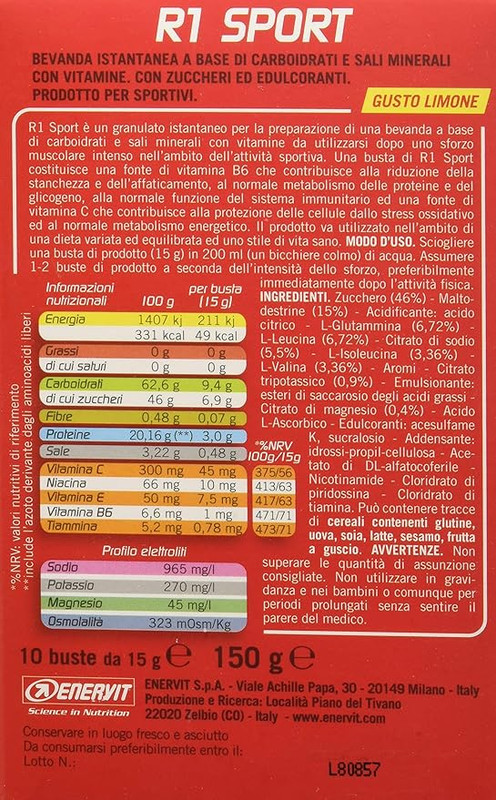 R1 SPORT
BEVANDA ISTANTANEA A BASE DI CARBOIDRATI E SALI MINERALI
CON VITAMINE. CON ZUCCHERI ED EDULCORANTI.
PRODOTTO PER SPORTIVI.
GUSTO LIMONE
R1 Sport è un granulato istantaneo per la preparazione di una bevanda a base
di carboidrati e sali minerali con vitamine da utilizzarsi dopo uno sforzo
muscolare intenso nell'ambito dell'attività sportiva. Una busta di R1 Sport
costituisce una fonte di vitamina B6 che contribuisce alla riduzione della
stanchezza e dell'affaticamento, al normale metabolismo delle proteine e del
glicogeno, alla normale funzione del sistema immunitario ed una fonte di
vitamina C che contribuisce alla protezione delle cellule dallo stress ossidativo
ed al normale metabolismo energetico. Il prodotto va utilizzato nell'ambito di
una dieta variata ed equilibrata ed uno stile di vita sano. MODO D'USO. Sciogliere
una busta di prodotto (15 g) in 200 ml (un bicchiere colmo) di acqua. Assumere
1-2 buste di prodotto a seconda dell'intensità dello sforzo, preferibilmente
immediatamente dopo l'attività fisica.
INGREDIENTI. Zucchero (46%) - Malto-
destrine (15%) - Acidificante: acido
citrico - L-Glutammina (6,72%) -
L-Leucina (6,72%) - Citrato di sodio
(5,5%) - L-Isoleucina (3,36%) -
L-Valina (3,36%) Aromi - Citrato
tripotassico (0,9%) - Emulsionante:
esteri di saccarosio degli acidi grassi -
Citrato di magnesio (0,4%) - Acido
L-Ascorbico - Edulcoranti: acesulfame
K, sucralosio - Addensante:
idrossi-propil-cellulosa - Ace-
tato di DL-alfatocoferile -
Nicotinamide - Cloridrato di
piridossina - Cloridrato di
tiamina. Può contenere tracce
di cereali contenenti glutine,
uova, soia, latte, sesamo, frutta
a guscio. AVVERTENZE. Non
superare le quantità di assunzione
consigliate. Non utilizzare in gravi-
danza e nei bambini o comunque per
periodi prolungati senza sentire il
parere del medico.
Informazioni nutrizionali 100 g per busta (15 g)
Energia 1407 kj 211 kj
331 kcal 49 kcal
Grassi 0 g 0 g
di cui saturi 0 g 0 g
Carboidrati 62,6 g 9,4 g
di cui zuccheri 46 g 6,9 g
Fibre 0,48 g 0,07 g
Proteine 20,16 g (**) 3,0 g
Sale 3,22 g 0,48 g
*%NRV
100g/15g
Vitamina C 300 mg 45 mg 375/56
Niacina 66 mg 10 mg 413/63
Vitamina E 50 mg 7,5 mg 417/63
Vitamina B6 6,6 mg 1 mg 471/71
Tiammina 5,2 mg 0,78 mg 473/71
Profilo elettroliti
Sodio 965 mg/l
Potassio 270 mg/l
Magnesio 45 mg/l
Osmolalità 323 mOsm/Kg
*%NRV: valori nutritivi di riferimento
**include l'azoto derivante dagli aminoacidi liberi
10 buste da 15 g e 150 g e
ENERVIT
Science in Nutrition
ENERVIT S.p.A. - Viale Achille Papa, 30 - 20149 Milano - Italy
Produzione e Ricerca: Località Piano del Tivano
22020 Zelbio (CO) - Italy - www-enervit.com
Conservare in luogo fresco e asciutto
Da consumarsi preferibilmente entro il:
Lotto N.:
L80857